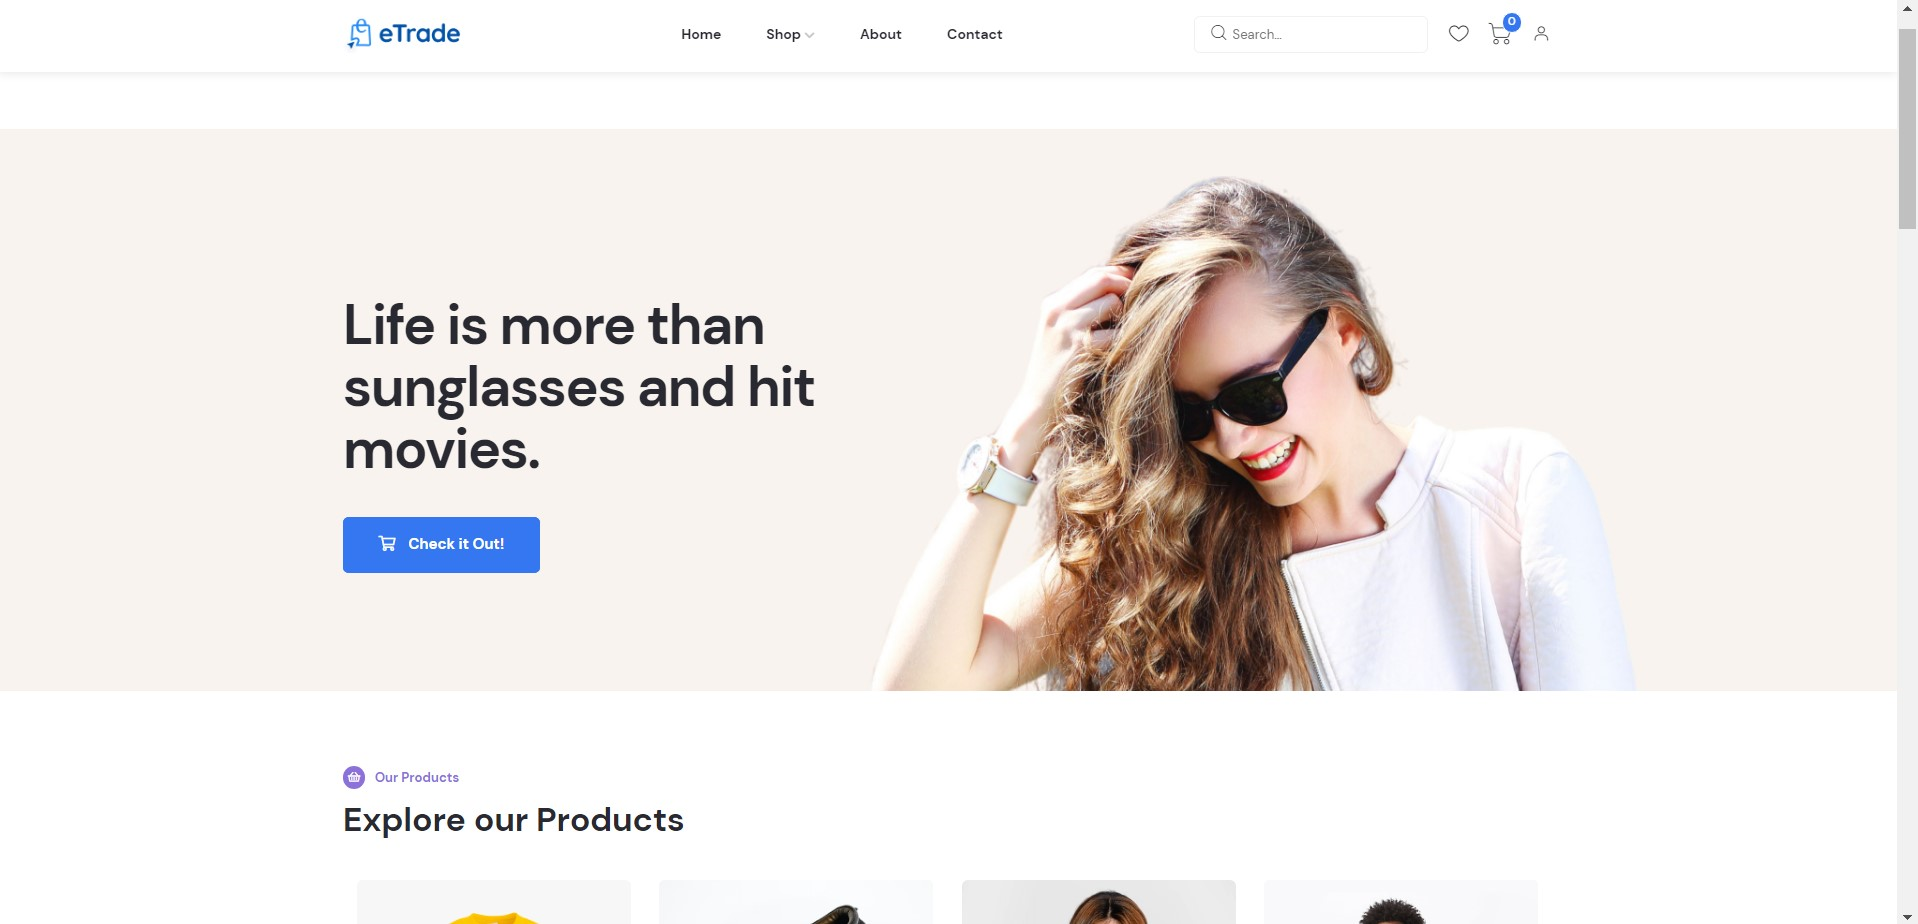 eTrade
Home
Shop
About
Contact
Search...
0
Life is more than
sunglasses and hit
movies.
Check it Out!
Our Products
Explore our Products